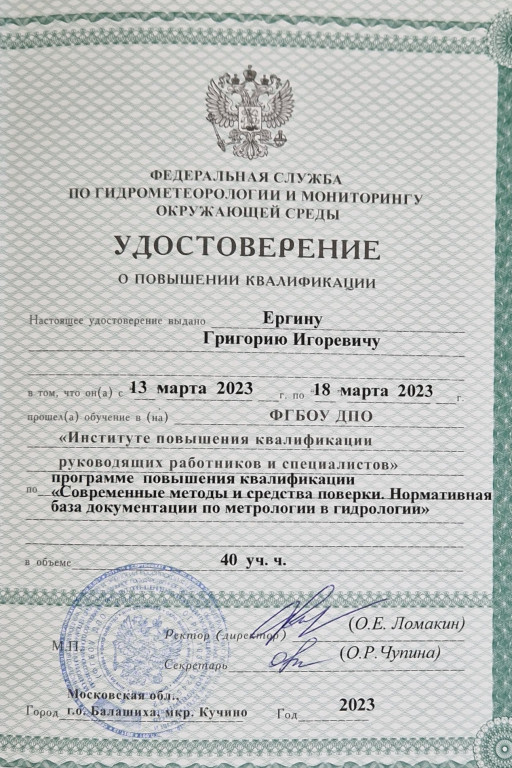 ФЕДЕРАЛЬНАЯ СЛУЖБА
ПО ГИДРОМЕТЕОРОЛОГИИ И МОНИТОРИНГУ
ОКРУЖАЮЩЕЙ СРЕДЫ
УДОСТОВЕРЕНИЕ
О ПОВЫШЕНИИ КВАЛИФИКАЦИИ
Настоящее удостоверение выдано Ергину
Григорию Игоревичу
в том, что он(а) с 13 марта 2023 г. по 18 марта 2023 г.
прошел(а) обучение в (на) ФГБОУ ДПО
«Институте повышения квалификации
руководящих работников и специалистов»
программе повышения квалификации
по «Современные методы и средства поверки. Нормативная
база документации по метрологии в гидрологии»
в объеме 40 уч. ч.
М.П. Ректор (директор) (О.Е. Ломакин)
Секретарь (О.Р.Чупина)
Московская обл.,
Город г.о. Балашиха, мкр. Кучино Год 2023